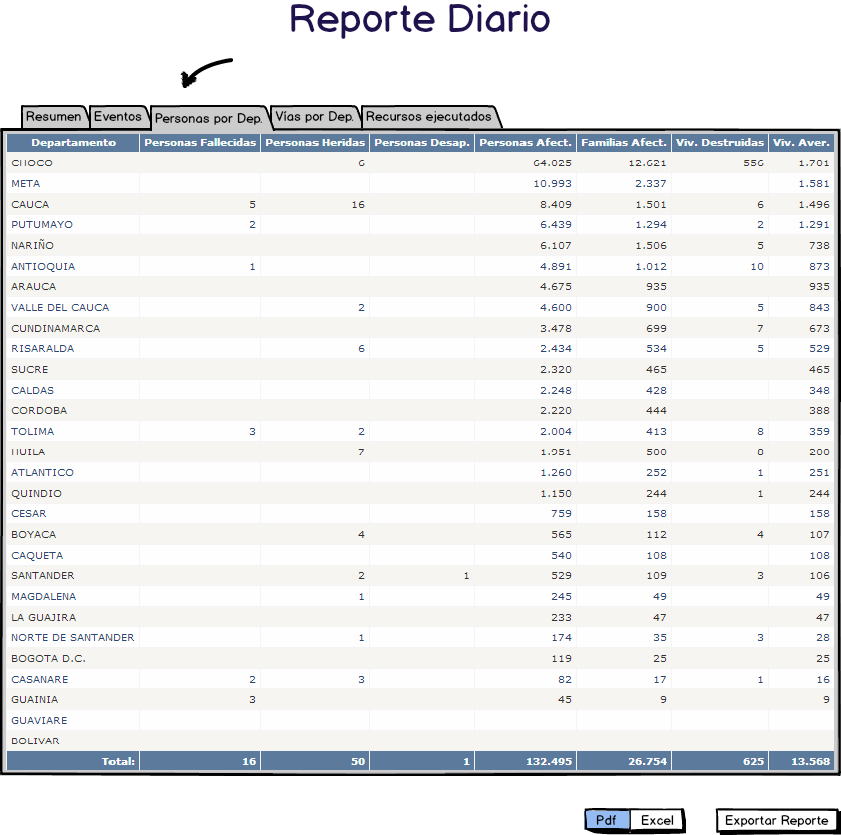 Reporte Diario
Resumen Eventos Personas por Dep. Vías por Dep. Recursos ejecutados
Departamento Personas Fallecidas Personas Heridas Personas Desap. Personas Afect. Familias Afect. Viv. Destruidas Viv. Aver.
CHOCO 6 64.025 12.621 556 1.701
META 10.993 2.337 1.581
CAUCA 5 16 8.409 1.501 6 1.496
PUTUMAYO 2 6.439 1.294 2 1.291
NARIÑO 6.107 1.506 5 738
ANTIOQUIA 1 4.891 1.012 10 873
ARAUCA 4.675 935 935
VALLE DEL CAUCA 2 4.600 900 5 843
CUNDINAMARCA 3.478 699 7 673
RISARALDA 6 2.434 534 5 529
SUCRE 2.320 465 465
CALDAS 2.248 428 348
CORDOBA 2.220 444 388
TOLIMA 3 2 2.004 413 8 359
HUILA 7 1.951 500 8 200
ATLANTICO 1.260 252 1 251
QUINDIO 1.150 244 1 244
CESAR 759 158 158
BOYACA 4 565 112 4 107
CAQUETA 540 108 108
SANTANDER 2 1 529 109 3 106
MAGDALENA 1 245 49 49
LA GUAJIRA 233 47 47
NORTE DE SANTANDER 1 174 35 3 28
BOGOTA D.C. 119 25 25
CASANARE 2 3 82 17 1 16
GUAINIA 3 45 9 9
GUAVIARE
BOLIVAR
Total: 16 50 1 132.495 26.754 625 13.568
Pdf Excel Exportar Reporte